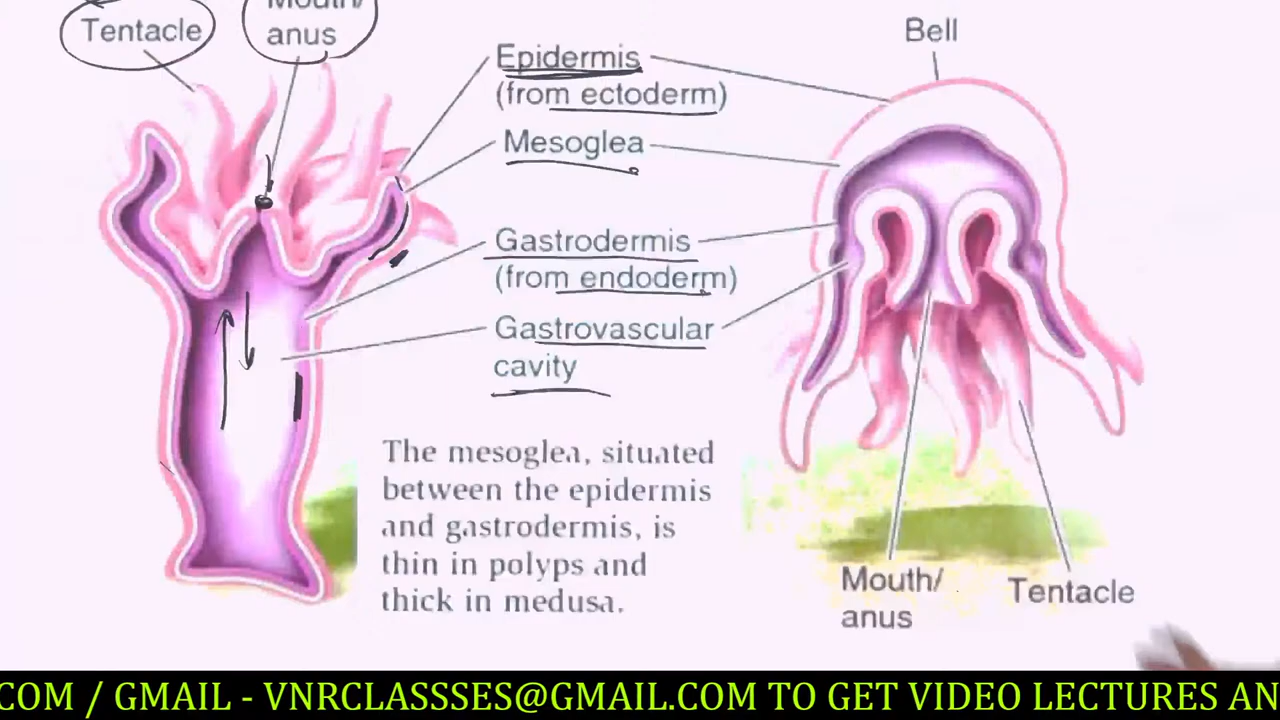 Tentacle
Mouth/
anus
Epidermis
(from ectoderm)
Mesoglea
Gastrodermis
(from endoderm)
Gastrovascular
cavity
Bell
The mesoglea, situated
between the epidermis
and gastrodermis, is
thin in polyps and
thick in medusa.
Mouth/
anus
Tentacle
.COM / GMAIL - VNRCLASSSES@GMAIL.COM TO GET VIDEO LECTURES AN